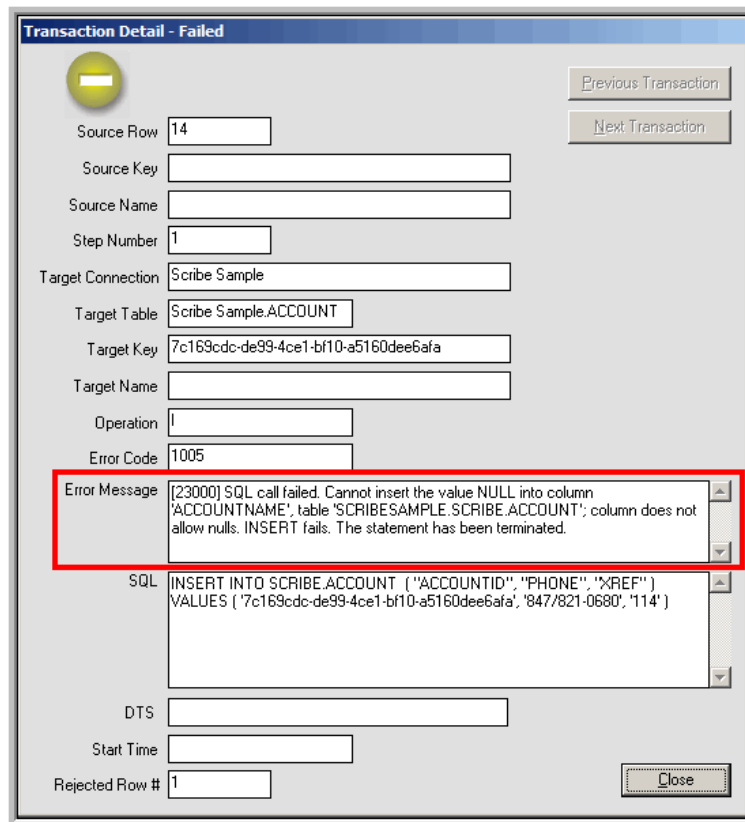 Transaction Detail - Failed
Previous Transaction
Next Transaction
Source Row 14
Source Key
Source Name
Step Number 1
Target Connection Scribe Sample
Target Table Scribe Sample.ACCOUNT
Target Key 7c169cdc-de99-4ce1-bf10-a5160dee6afa
Target Name
Operation I
Error Code 1005
Error Message [23000] SQL call failed. Cannot insert the value NULL into column
'ACCOUNTNAME', table 'SCRIBESAMPLE.SCRIBE.ACCOUNT'; column does not
allow nulls. INSERT fails. The statement has been terminated.
SQL INSERT INTO SCRIBE.ACCOUNT ( "ACCOUNTID", "PHONE", "XREF" )
VALUES ( '7c169cdc-de99-4ce1-bf10-a5160dee6afa', '847/821-0680', '114' )
DTS
Start Time
Rejected Row # 1
Close